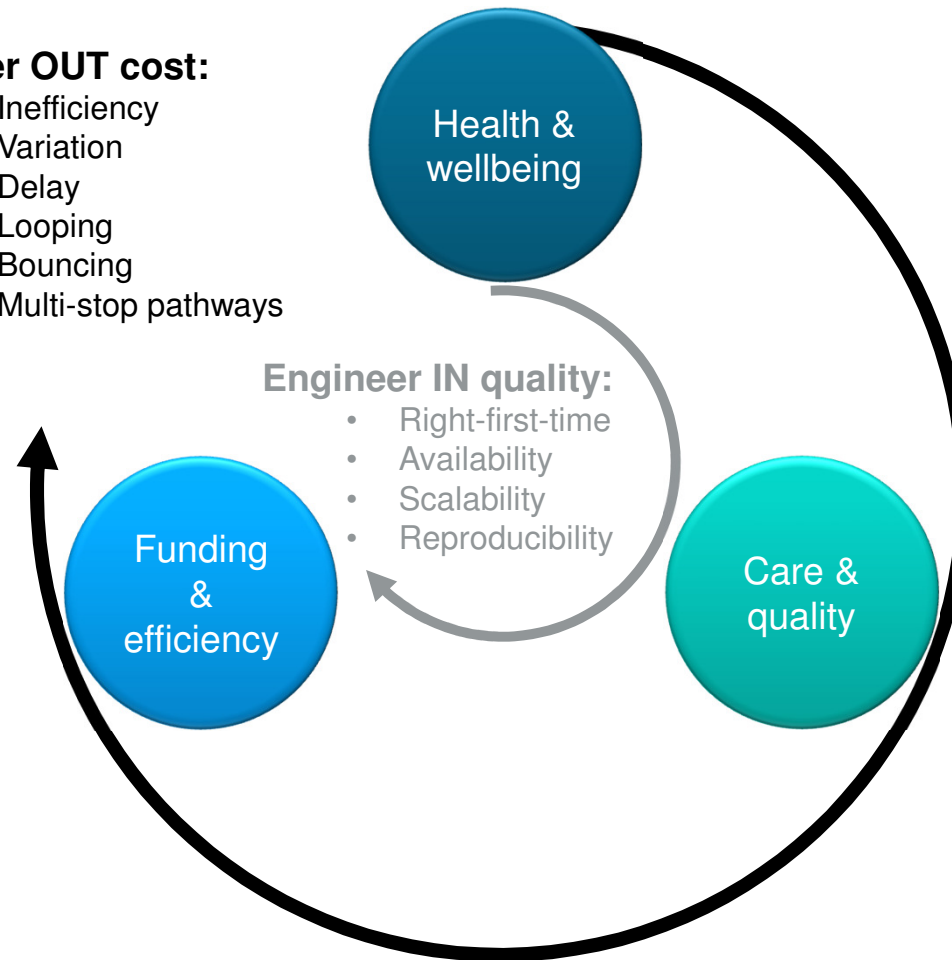 er OUT cost:
Inefficiency
Variation
Delay
Looping
Bouncing
Multi-stop pathways
Health &
wellbeing
Engineer IN quality:
• Right-first-time
• Availability
• Scalability
• Reproducibility
Funding
&
efficiency
Care &
quality